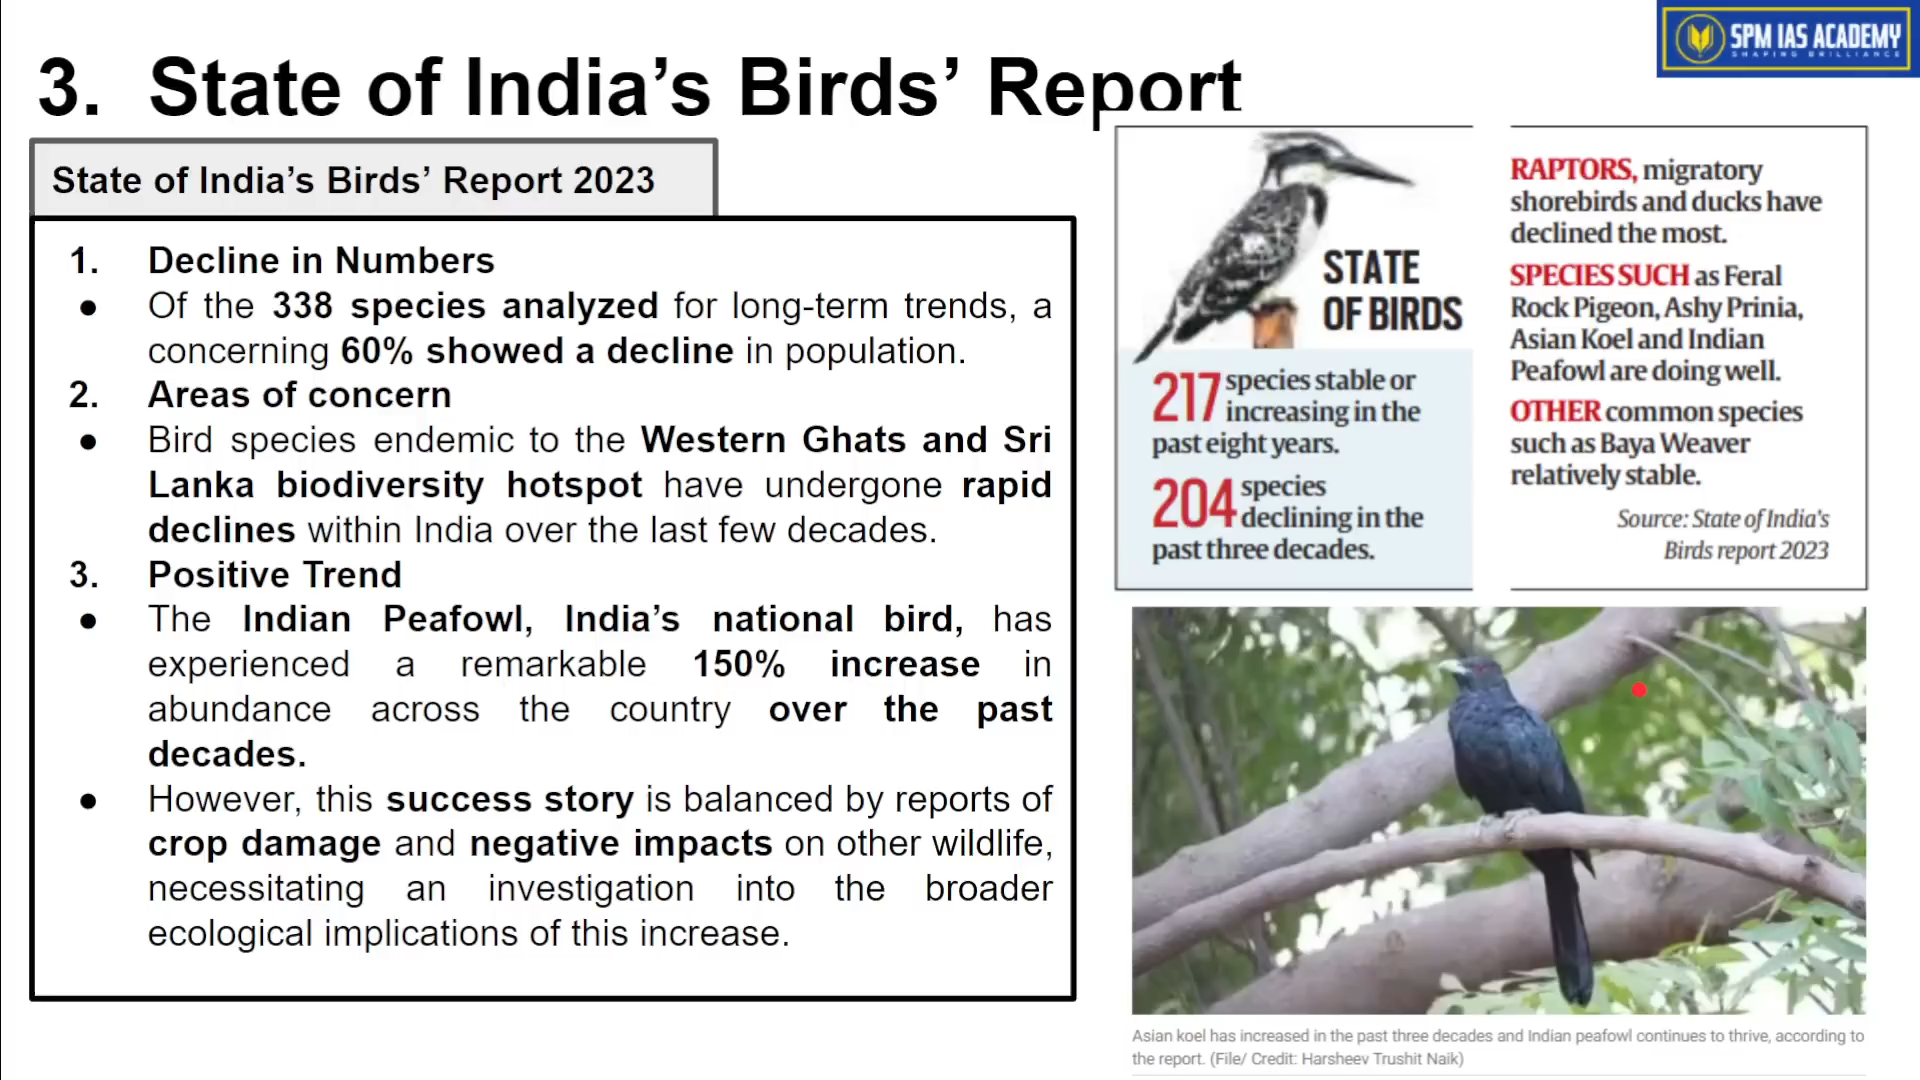 SPM IAS ACADEMY
SHAPING BRILLIANCE
3. State of India’s Birds’ Report
State of India’s Birds’ Report 2023
1. Decline in Numbers
● Of the 338 species analyzed for long-term trends, a
concerning 60% showed a decline in population.
2. Areas of concern
● Bird species endemic to the Western Ghats and Sri
Lanka biodiversity hotspot have undergone rapid
declines within India over the last few decades.
3. Positive Trend
● The Indian Peafowl, India’s national bird, has
experienced a remarkable 150% increase in
abundance across the country over the past
decades.
● However, this success story is balanced by reports of
crop damage and negative impacts on other wildlife,
necessitating an investigation into the broader
ecological implications of this increase.
STATE
OF BIRDS
217 species stable or
increasing in the
past eight years.
204 species
declining in the
past three decades.
RAPTORS, migratory
shorebirds and ducks have
declined the most.
SPECIES SUCH as Feral
Rock Pigeon, Ashy Prinia,
Asian Koel and Indian
Peafowl are doing well.
OTHER common species
such as Baya Weaver
relatively stable.
Source: State of India's
Birds report 2023
Asian koel has increased in the past three decades and Indian peafowl continues to thrive, according to
the report. (File/ Credit: Harsheev Trushit Naik)